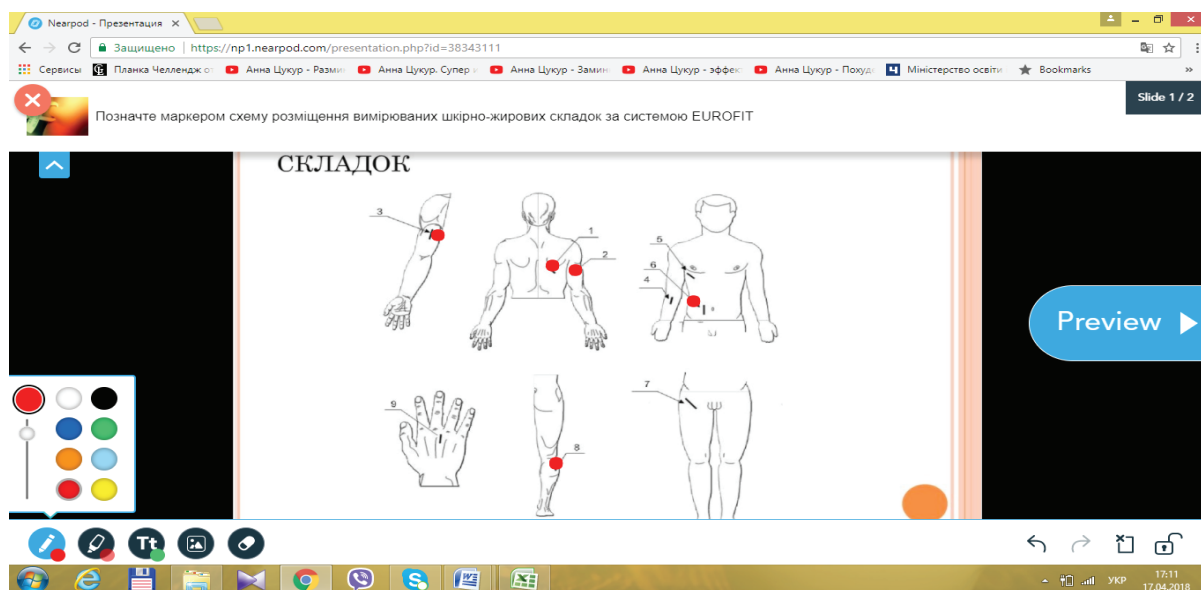 Nearpod - Презентация
Защищено | https://np1.nearpod.com/presentation.php?id=38343111
Сервисы Планка Челлендж от Анна Цукур - Разми Анна Цукур. Супер Анна Цукур - Замин Анна Цукур - эффек Анна Цукур - Похуд Міністерство освіти Bookmarks »
Slide 1 / 2
Позначте маркером схему розміщення вимірюваних шкірно-жирових складок за системою EUROFIT
СКЛАДОК
3
1
2
5
6
4
Preview
9
8
7
Tt
УКР
17:11
17.04.2018